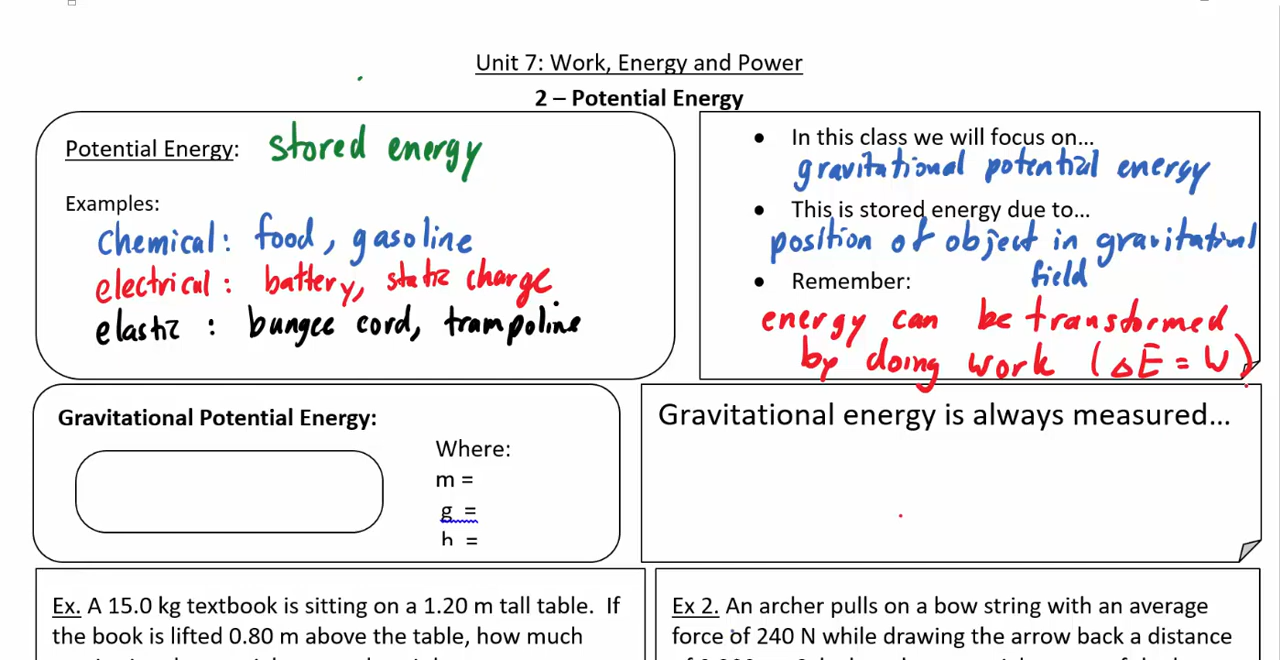 Unit 7: Work, Energy and Power
2 – Potential Energy
Potential Energy: stored energy
Examples:
chemical: food, gasoline
electrical: battery, static charge
elastic: bungee cord, trampoline
• In this class we will focus on…
gravitational potential energy
• This is stored energy due to…
position of object in gravitational
field
• Remember:
energy can be transformed
by doing work (ΔE = W)
Gravitational Potential Energy:
Where:
m =
g =
h =
Gravitational energy is always measured…
Ex. A 15.0 kg textbook is sitting on a 1.20 m tall table. If
the book is lifted 0.80 m above the table, how much
Ex 2. An archer pulls on a bow string with an average
force of 240 N while drawing the arrow back a distance